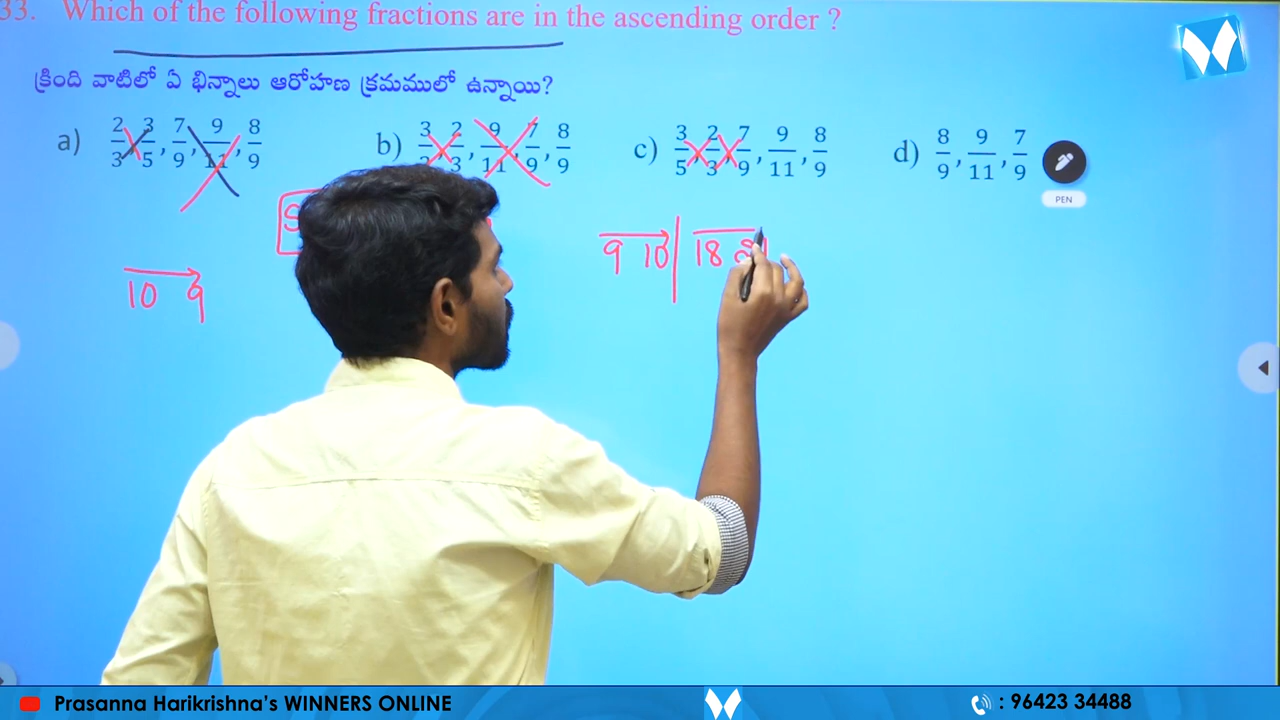 33. Which of the following fractions are in the ascending order ?
క్రింది వాటిలో ఏ భిన్నాలు ఆరోహణ క్రమములో ఉన్నాయి?
a) 2/3, 3/5, 7/9, 9/11, 8/9
b) 3/, 2/3, 9/11, 7/9, 8/9
c) 3/5, 2/3, 7/9, 9/11, 8/9
d) 8/9, 9/11, 7/9
PEN
10 9
9 10 18
Prasanna Harikrishna's WINNERS ONLINE
: 96423 34488